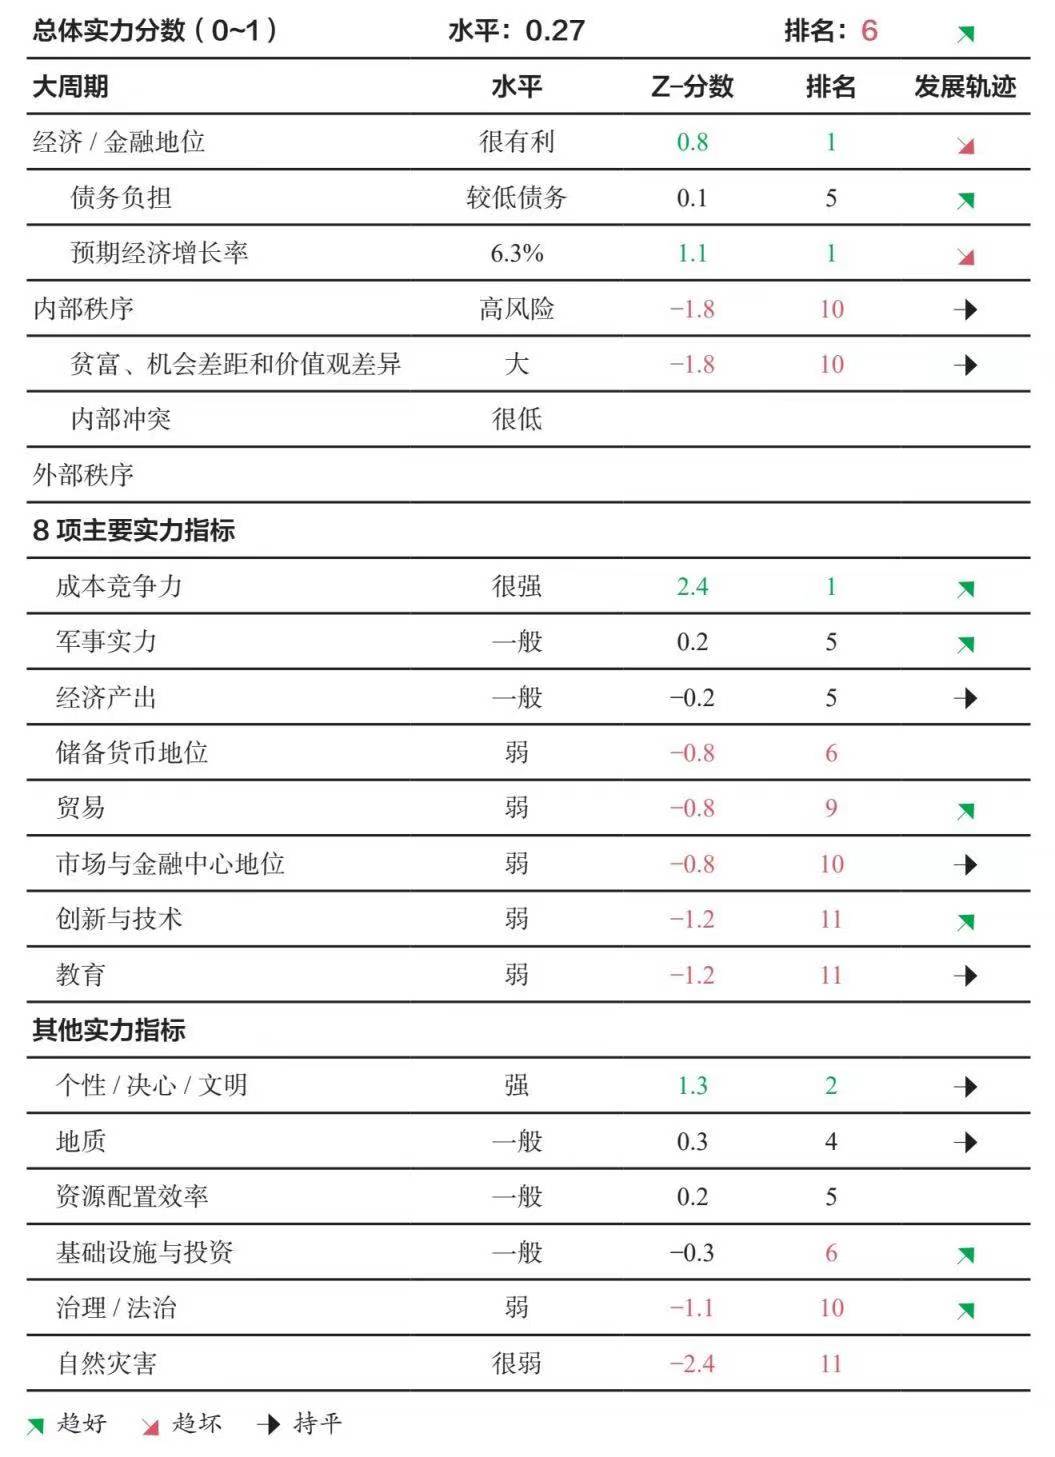 总体实力分数（0~1） 水平：0.27 排名：6
大周期 水平 Z–分数 排名 发展轨迹
经济 / 金融地位 很有利 0.8 1
债务负担 较低债务 0.1 5
预期经济增长率 6.3% 1.1 1
内部秩序 高风险 −1.8 10
贫富、机会差距和价值观差异 大 −1.8 10
内部冲突 很低
外部秩序
8 项主要实力指标
成本竞争力 很强 2.4 1
军事实力 一般 0.2 5
经济产出 一般 −0.2 5
储备货币地位 弱 −0.8 6
贸易 弱 −0.8 9
市场与金融中心地位 弱 −0.8 10
创新与技术 弱 −1.2 11
教育 弱 −1.2 11
其他实力指标
个性 / 决心 / 文明 强 1.3 2
地质 一般 0.3 4
资源配置效率 一般 0.2 5
基础设施与投资 一般 −0.3 6
治理 / 法治 弱 −1.1 10
自然灾害 很弱 −2.4 11
趋好 趋坏 持平